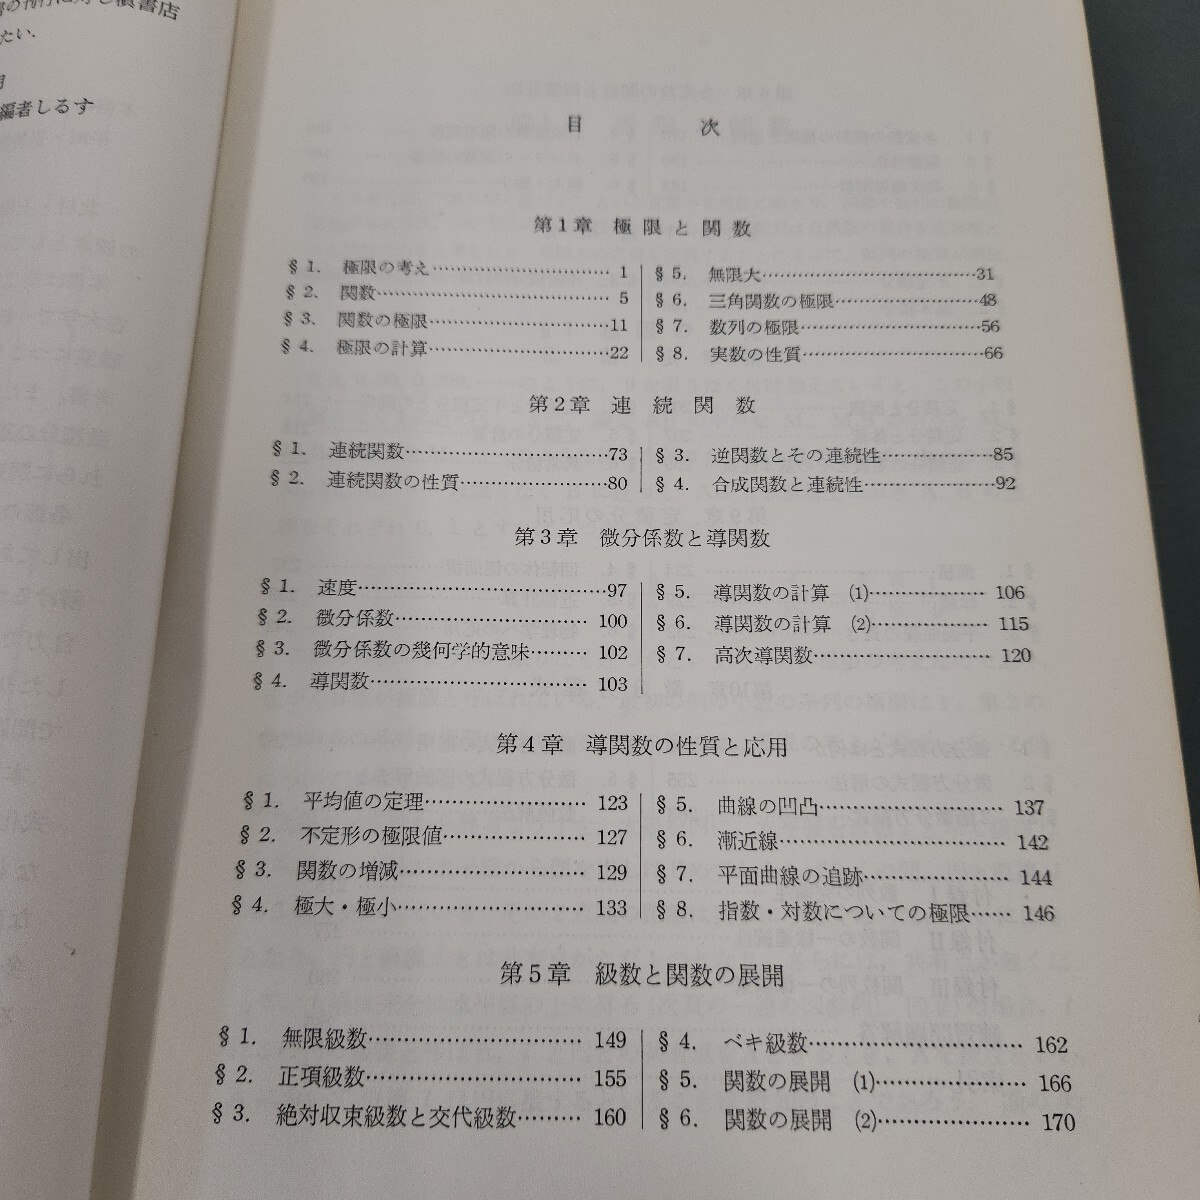 書の刊行に対し槙書店
たい.
月
編者しるす
目 次
第1章 極限と関数
§1. 極限の考え…………………………1
§2. 関数…………………………………5
§3. 関数の極限…………………………11
§4. 極限の計算…………………………22
§5. 無限大………………………………31
§6. 三角関数の極限……………………48
§7. 数列の極限…………………………56
§8. 実数の性質…………………………66
第2章 連続関数
§1. 連続関数……………………………73
§2. 連続関数の性質……………………80
§3. 逆関数とその連続性………………85
§4. 合成関数と連続性…………………92
第3章 微分係数と導関数
§1. 速度…………………………………97
§2. 微分係数…………………………100
§3. 微分係数の幾何学的意味………102
§4. 導関数……………………………103
§5. 導関数の計算 (1)………………106
§6. 導関数の計算 (2)………………115
§7. 高次導関数………………………120
第4章 導関数の性質と応用
§1. 平均値の定理……………………123
§2. 不定形の極限値…………………127
§3. 関数の増減………………………129
§4. 極大・極小………………………133
§5. 曲線の凹凸………………………137
§6. 漸近線……………………………142
§7. 平面曲線の追跡…………………144
§8. 指数・対数についての極限……146
第5章 級数と関数の展開
§1. 無限級数…………………………149
§2. 正項級数…………………………155
§3. 絶対収束級数と交代級数………160
§4. ベキ級数…………………………162
§5. 関数の展開 (1)…………………166
§6. 関数の展開 (2)…………………170